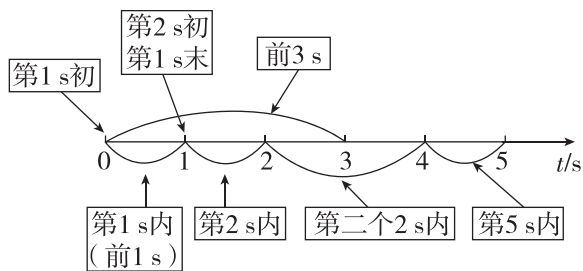 第2 s初
第1 s末
前3 s
第1 s初
0 1 2 3 4 5 t/s
第1 s内
(前1 s)
第2 s内
第二个2 s内
第5 s内